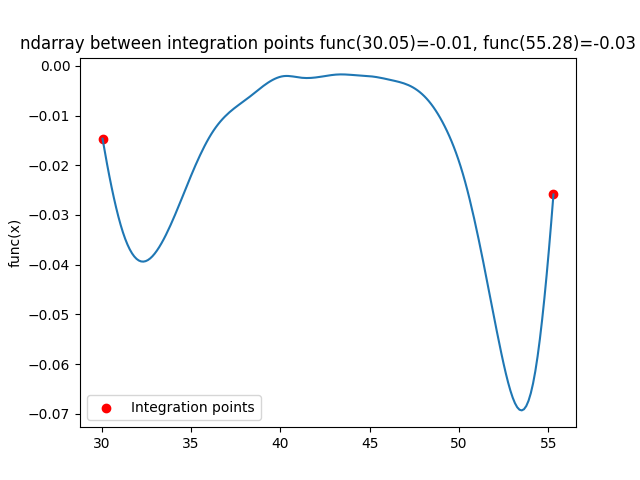 ndarray between integration points func(30.05)=-0.01, func(55.28)=-0.03
0.00
−0.01
−0.02
−0.03
−0.04
−0.05
−0.06
−0.07
func(x)
Integration points
30 35 40 45 50 55